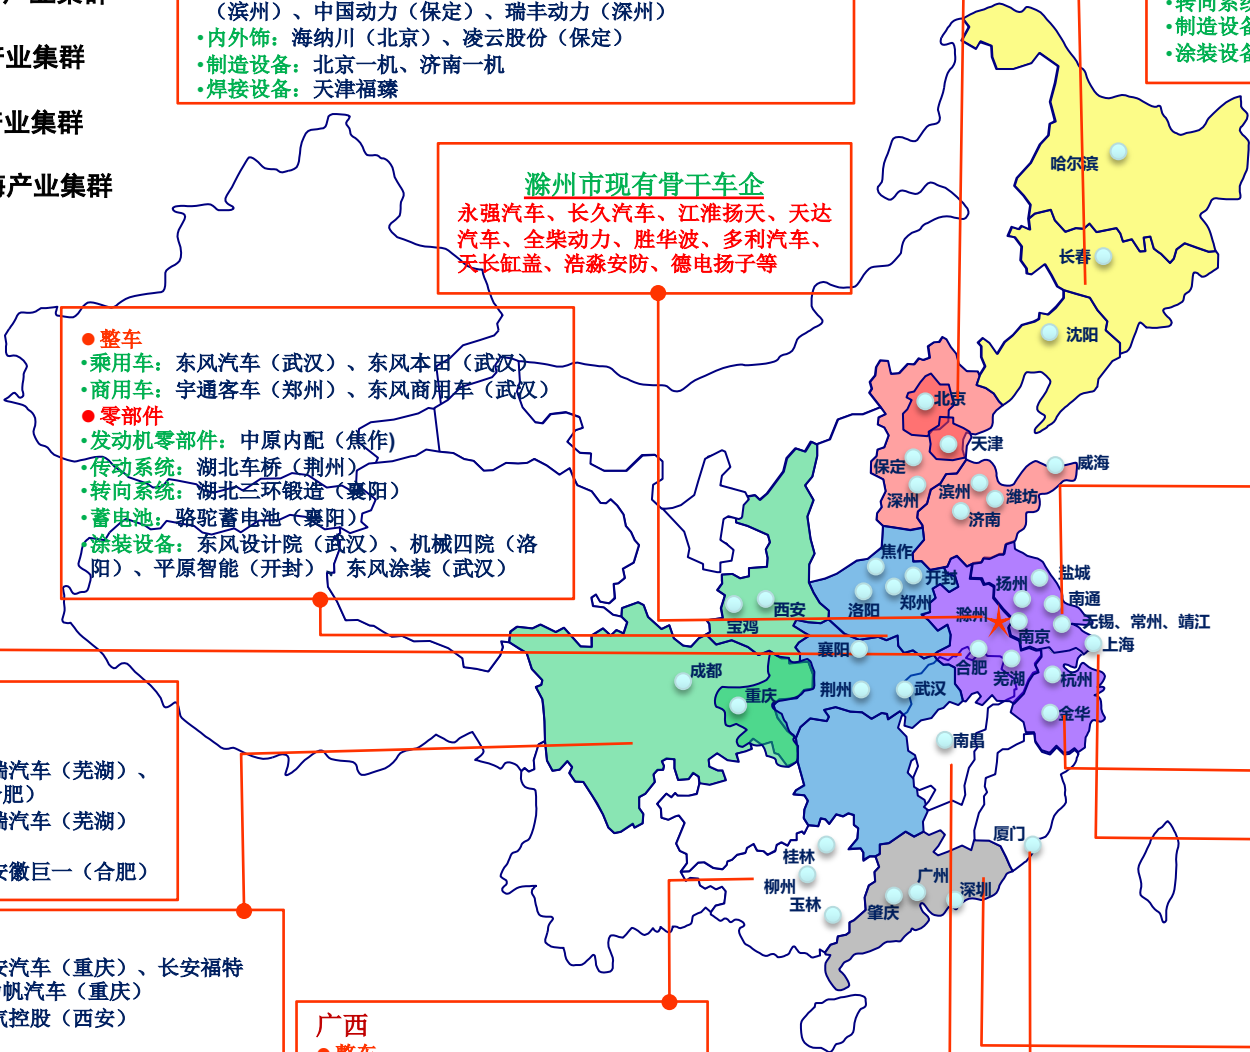 产业集群
产业集群
海产业集群
（滨州）、中国动力（保定）、瑞丰动力（深州）
•内外饰：海纳川（北京）、凌云股份（保定）
•制造设备：北京一机、济南一机
•焊接设备：天津福臻
•转向系统
•制造设备
•涂装设备
滁州市现有骨干车企
永强汽车、长久汽车、江淮扬天、天达
汽车、全柴动力、胜华波、多利汽车、
天长缸盖、浩淼安防、德电扬子等
●整车
•乘用车：东风汽车（武汉）、东风本田（武汉）
•商用车：宇通客车（郑州）、东风商用车（武汉）
●零部件
•发动机零部件：中原内配（焦作)
•传动系统：湖北车桥（荆州）
•转向系统：湖北三环锻造（襄阳）
•蓄电池：骆驼蓄电池（襄阳）
•涂装设备：东风设计院（武汉）、机械四院（洛
阳）、平原智能（开封）、东风涂装（武汉）
哈尔滨
长春
沈阳
北京
天津
保定
深州
滨州
潍坊
济南
威海
焦作
开封
洛阳
郑州
西安
宝鸡
扬州
盐城
南通
滁州
无锡、常州、靖江
南京
上海
襄阳
合肥
芜湖
杭州
成都
重庆
荆州
武汉
金华
南昌
厦门
桂林
柳州
玉林
广州
深圳
肇庆
瑞汽车（芜湖）、
合肥）
瑞汽车（芜湖）
安徽巨一（合肥）
安汽车（重庆）、长安福特
力帆汽车（重庆）
汽控股（西安）
广西
●整车